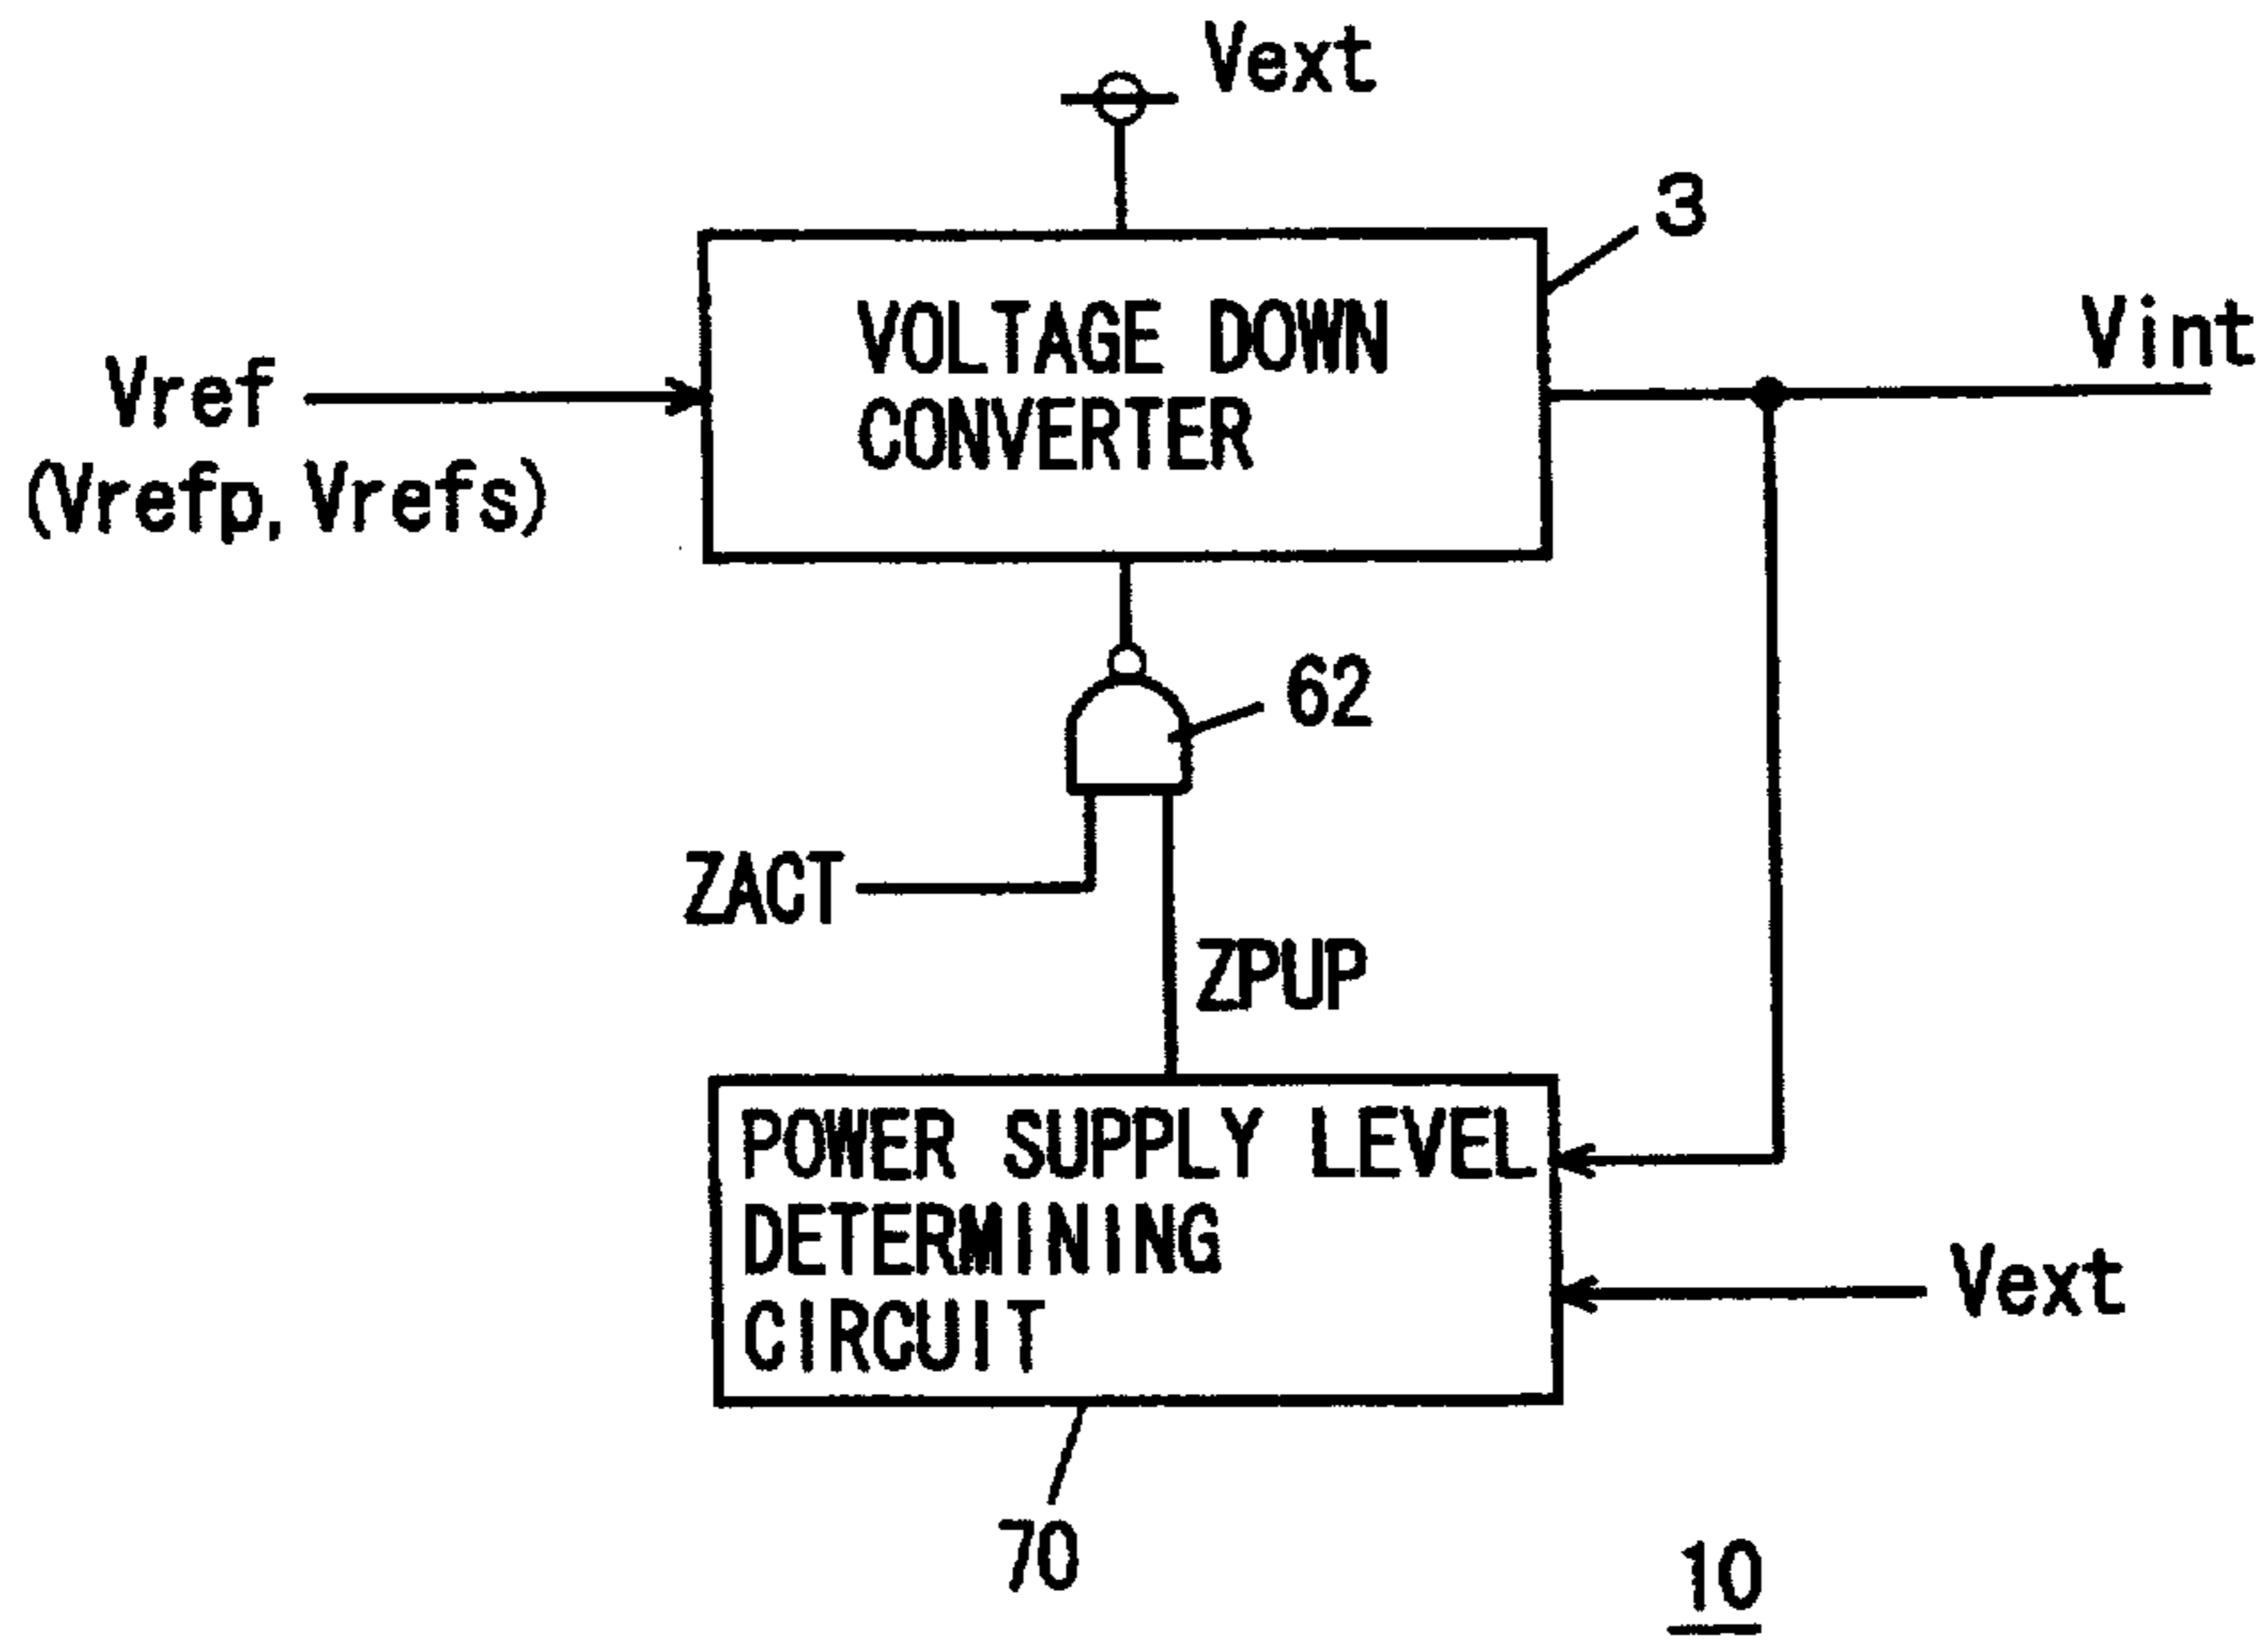 Vext
3
VOLTAGE DOWN
CONVERTER
Vint
Vref
(Vrefp, Vrefs)
62
ZACT
ZPUP
POWER SUPPLY LEVEL
DETERMINING
CIRCUIT
Vext
70
10